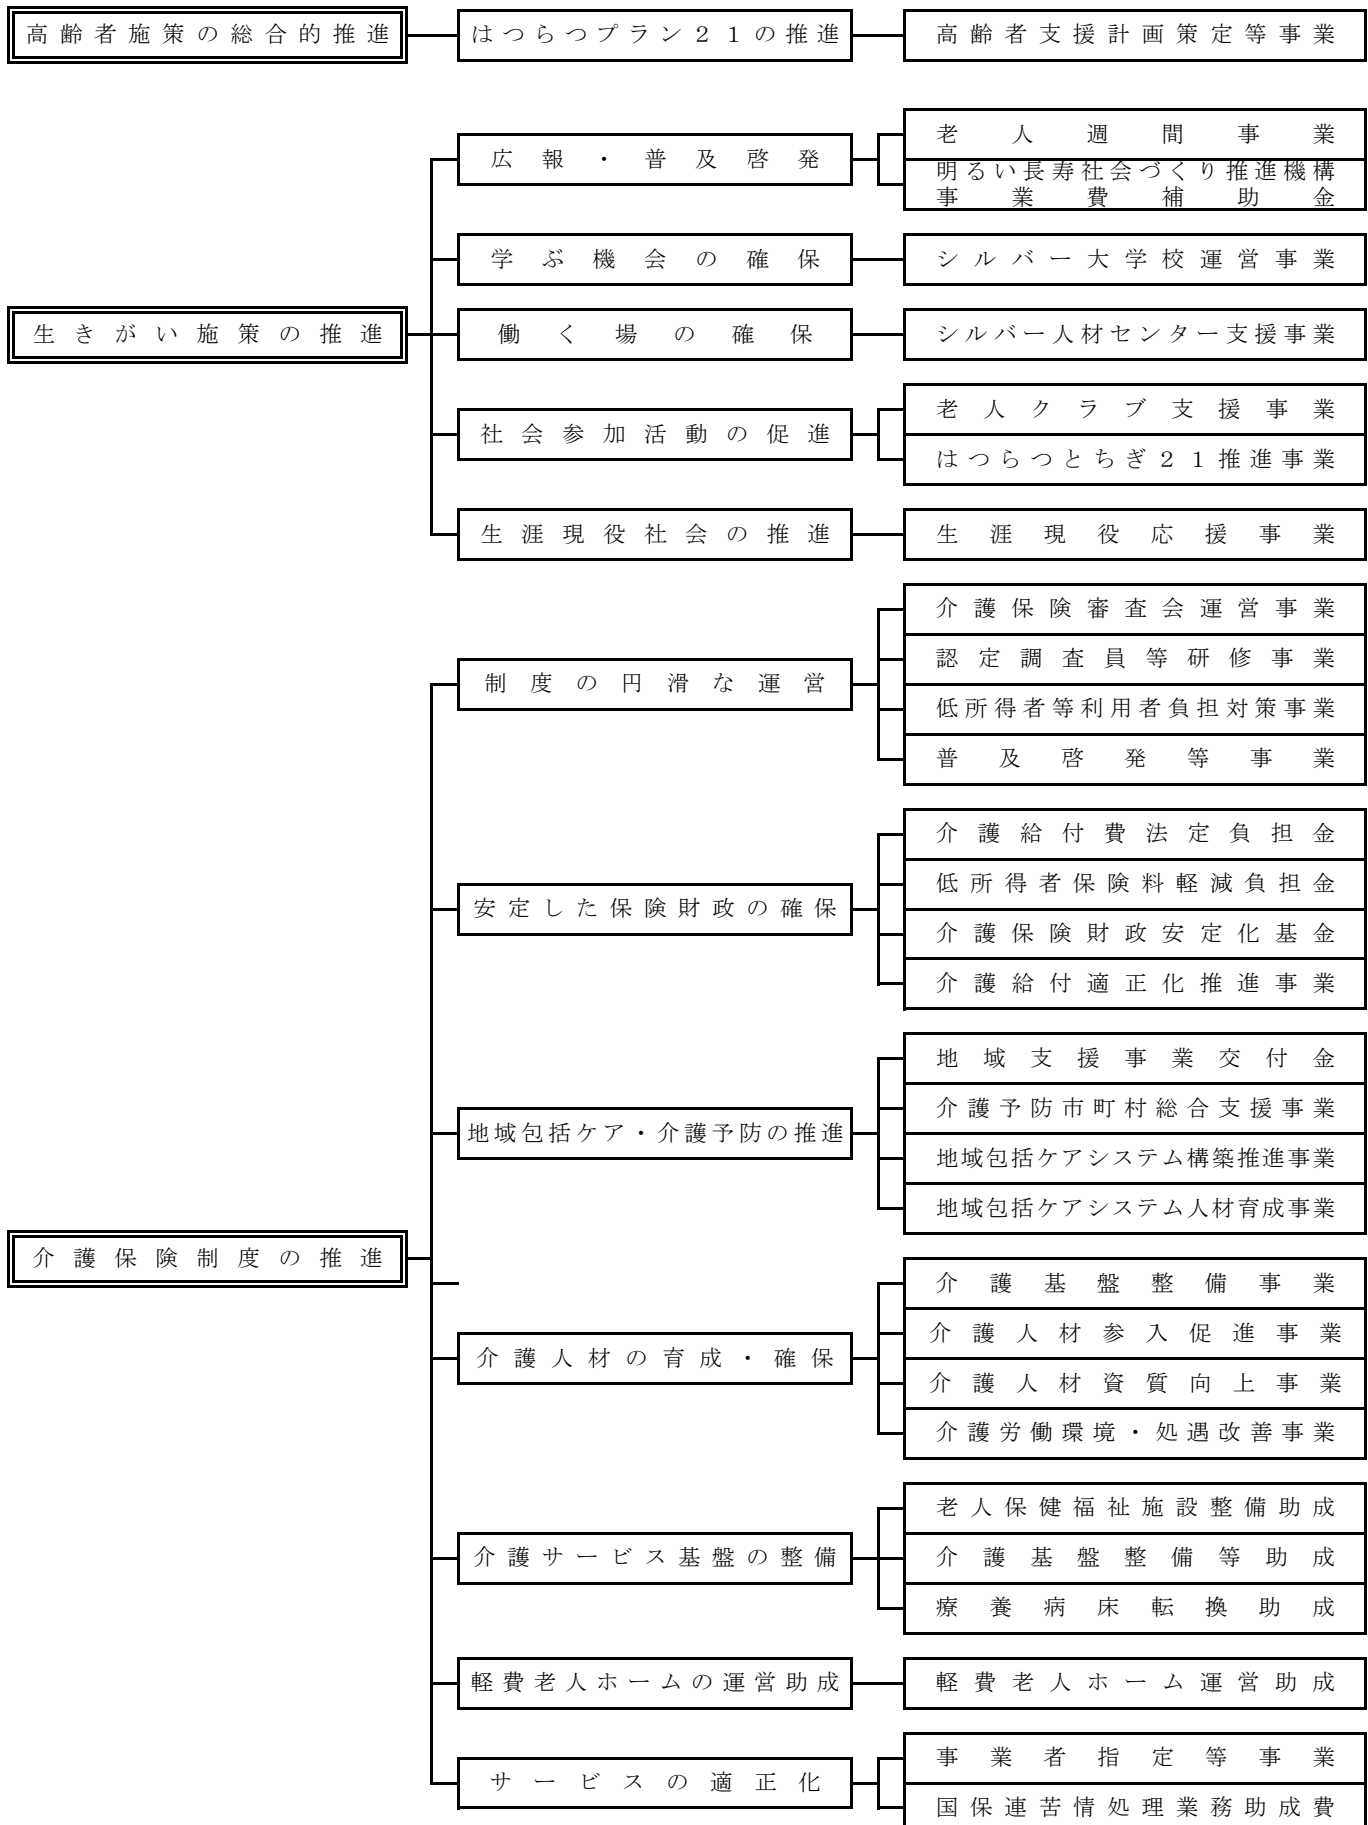 高齢者施策の総合的推進
はつらつプラン２１の推進
高齢者支援計画策定等事業
生きがい施策の推進
広報・普及啓発
老人週間事業
明るい長寿社会づくり推進機構
事業費補助金
学ぶ機会の確保
シルバー大学校運営事業
働く場の確保
シルバー人材センター支援事業
社会参加活動の促進
老人クラブ支援事業
はつらつとちぎ２１推進事業
生涯現役社会の推進
生涯現役応援事業
介護保険制度の推進
制度の円滑な運営
介護保険審査会運営事業
認定調査員等研修事業
低所得者等利用者負担対策事業
普及啓発等事業
安定した保険財政の確保
介護給付費法定負担金
低所得者保険料軽減負担金
介護保険財政安定化基金
介護給付適正化推進事業
地域包括ケア・介護予防の推進
地域支援事業交付金
介護予防市町村総合支援事業
地域包括ケアシステム構築推進事業
地域包括ケアシステム人材育成事業
介護人材の育成・確保
介護基盤整備事業
介護人材参入促進事業
介護人材資質向上事業
介護労働環境・処遇改善事業
介護サービス基盤の整備
老人保健福祉施設整備助成
介護基盤整備等助成
療養病床転換助成
軽費老人ホームの運営助成
軽費老人ホーム運営助成
サービスの適正化
事業者指定等事業
国保連苦情処理業務助成費